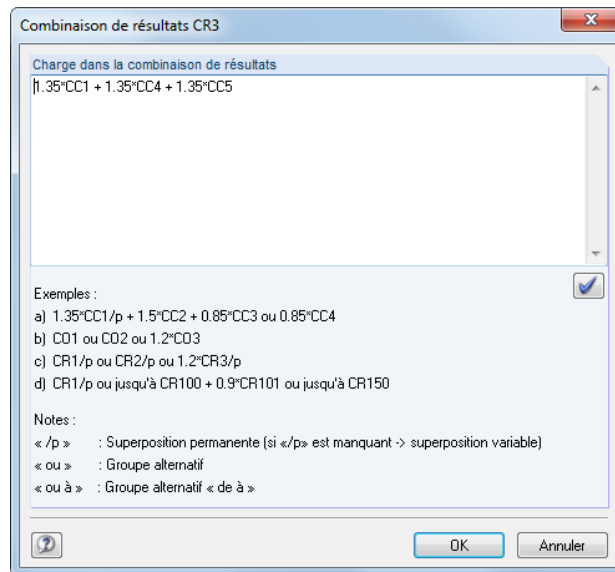 Combinaison de résultats CR3
Charge dans la combinaison de résultats
1.35*CC1 + 1.35*CC4 + 1.35*CC5
Exemples :
a) 1.35*CC1/p + 1.5*CC2 + 0.85*CC3 ou 0.85*CC4
b) CO1 ou CO2 ou 1.2*CO3
c) CR1/p ou CR2/p ou 1.2*CR3/p
d) CR1/p ou jusqu'à CR100 + 0.9*CR101 ou jusqu'à CR150
Notes :
« /p » : Superposition permanente (si «/p» est manquant -> superposition variable)
« ou » : Groupe alternatif
« ou à » : Groupe alternatif « de à »
OK Annuler